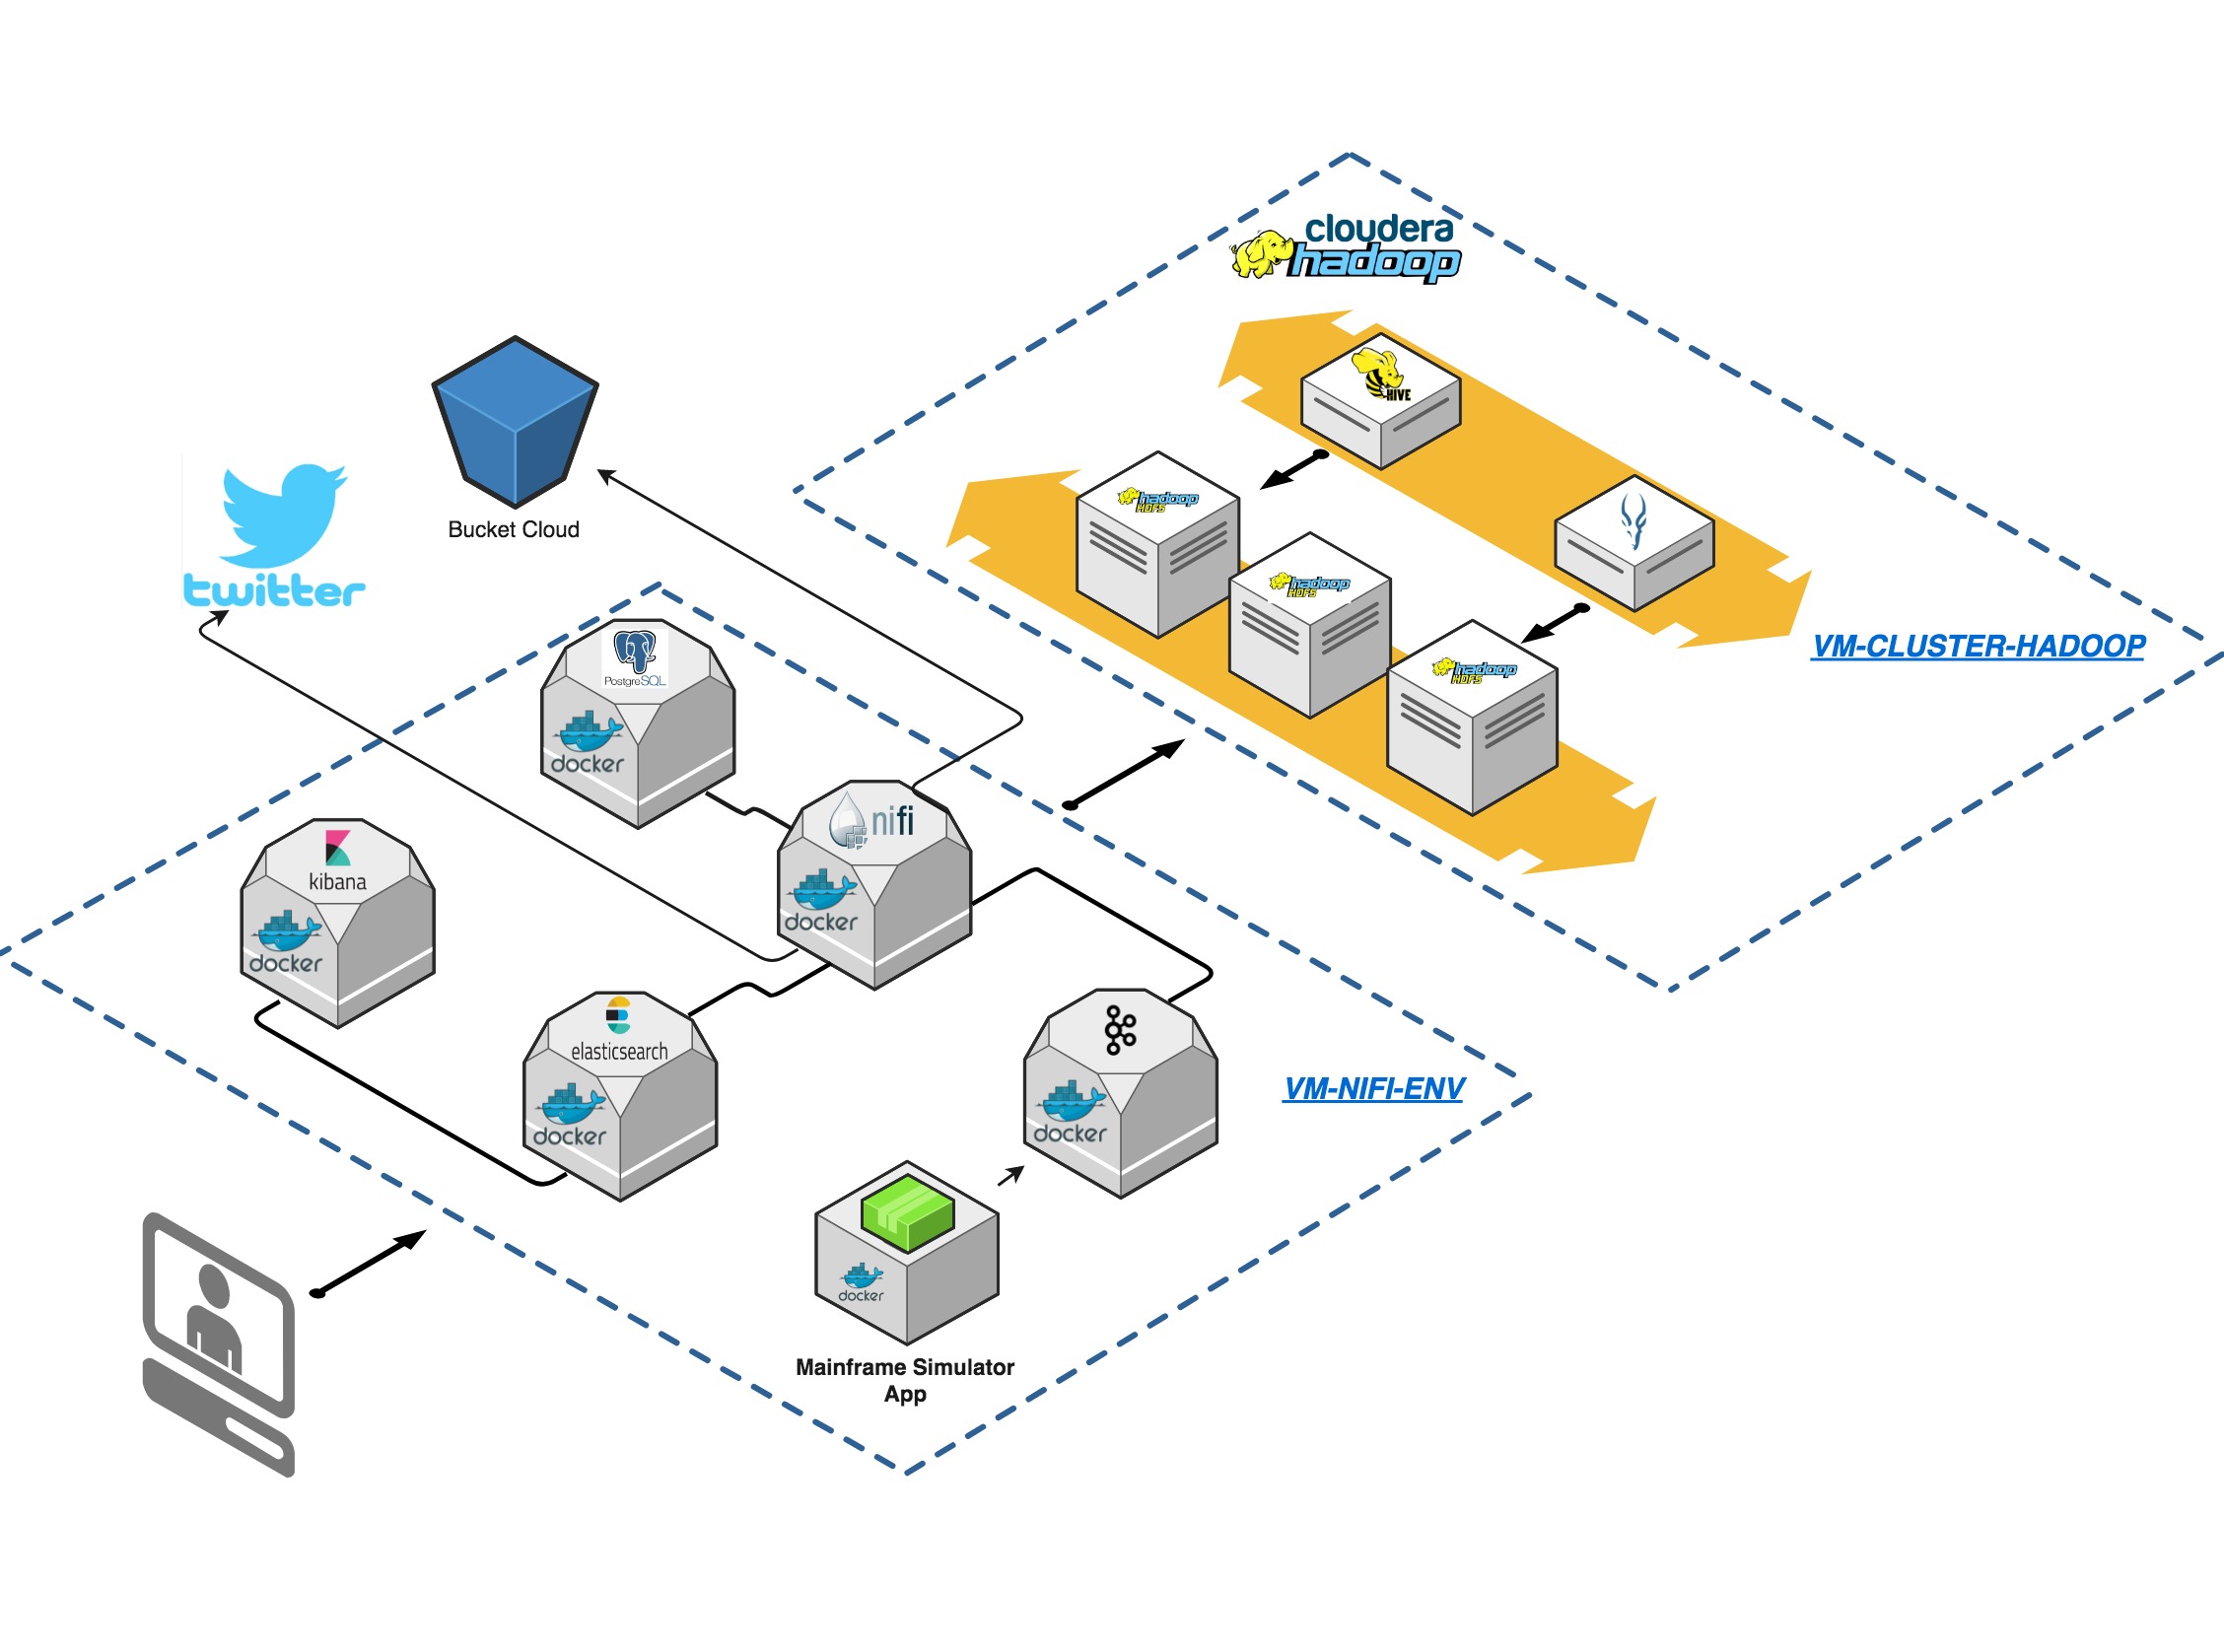 cloudera
hadoop
HIVE
hadoop
HDFS
hadoop
HDFS
hadoop
HDFS
VM-CLUSTER-HADOOP
Bucket Cloud
twitter
PostgreSQL
docker
nifi
docker
kibana
docker
elasticsearch
docker
docker
VM-NIFI-ENV
docker
Mainframe Simulator
App